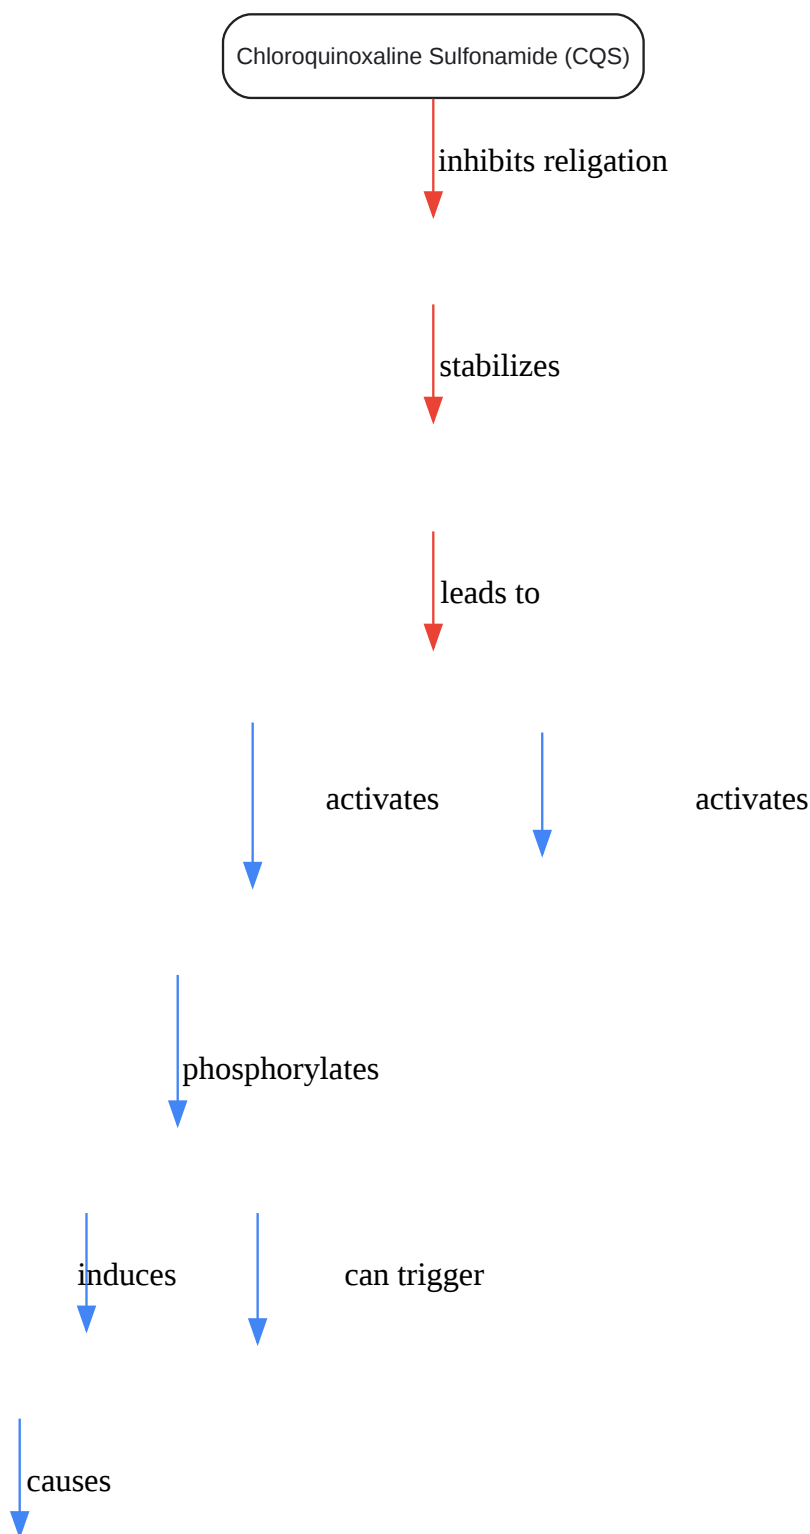 Chloroquinoxaline Sulfonamide (CQS)
inhibits religation
stabilizes
leads to
activates
activates
phosphorylates
induces
can trigger
causes